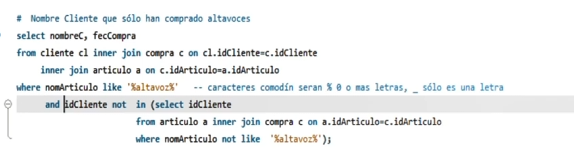 # Nombre Cliente que sólo han comprado altavoces
select nombreC, fecCompra
from cliente cl inner join compra c on cl.idCliente=c.idCliente
inner join articulo a on c.idArticulo=a.idArticulo
where nomArticulo like '%altavoz%' -- caracteres comodín seran % 0 o mas letras, _ sólo es una letra
and idCliente not in (select idCliente
from articulo a inner join compra c on a.idArticulo=c.idArticulo
where nomArticulo not like '%altavoz%');